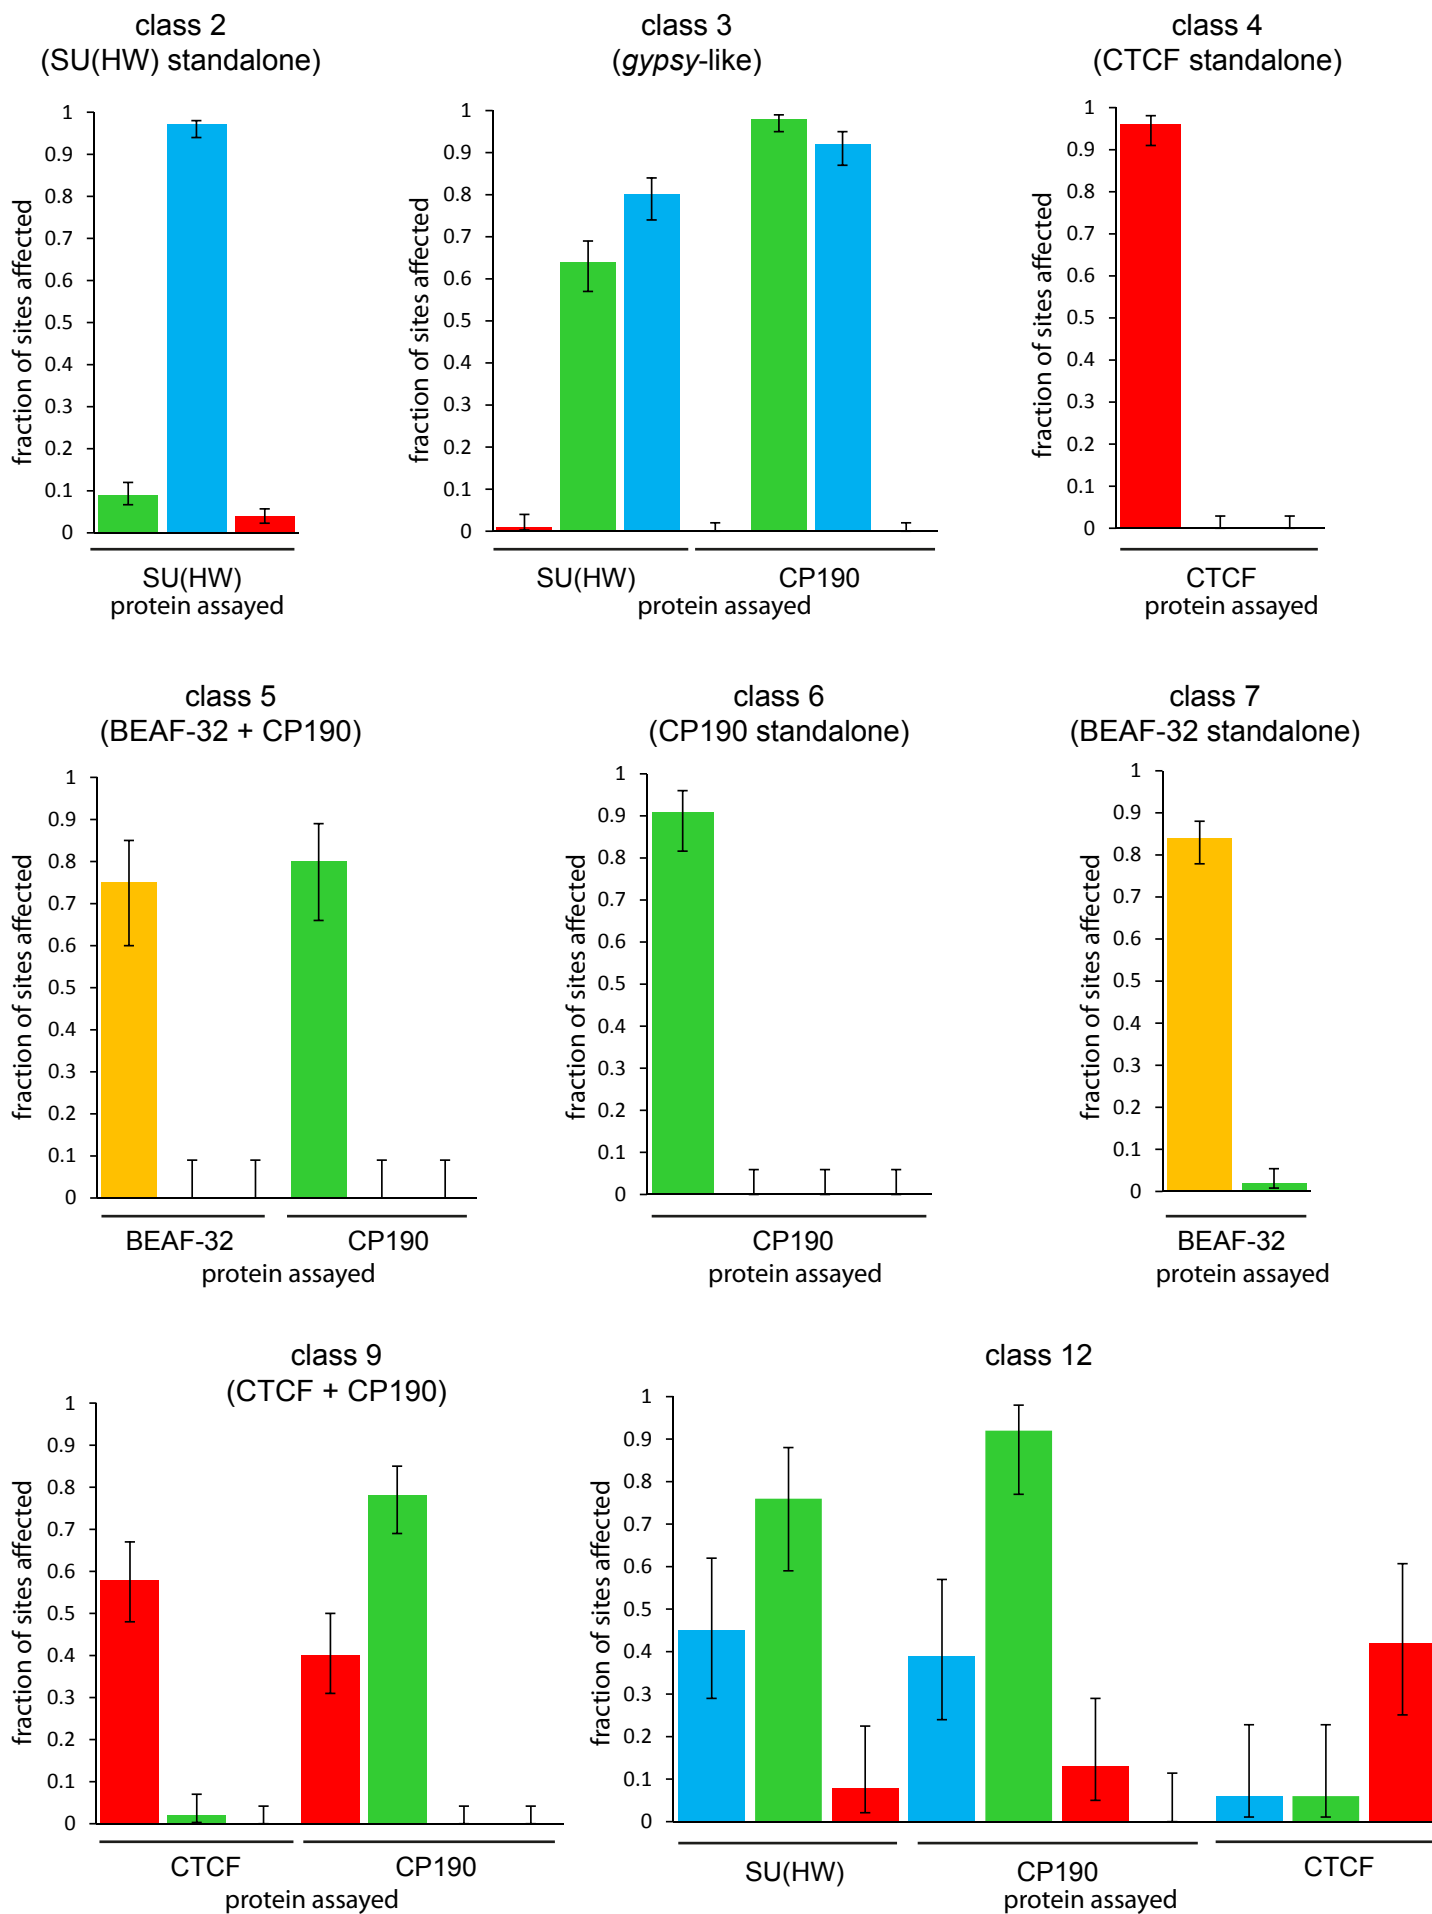 class 2
(SU(HW) standalone)
fraction of sites affected
1
0.9
0.8
0.7
0.6
0.5
0.4
0.3
0.2
0.1
0
SU(HW)
protein assayed
class 3
(gypsy-like)
fraction of sites affected
1
0.9
0.8
0.7
0.6
0.5
0.4
0.3
0.2
0.1
0
SU(HW) CP190
protein assayed
class 4
(CTCF standalone)
fraction of sites affected
1
0.9
0.8
0.7
0.6
0.5
0.4
0.3
0.2
0.1
0
CTCF
protein assayed
class 5
(BEAF-32 + CP190)
fraction of sites affected
1
0.9
0.8
0.7
0.6
0.5
0.4
0.3
0.2
0.1
0
BEAF-32 CP190
protein assayed
class 6
(CP190 standalone)
fraction of sites affected
1
0.9
0.8
0.7
0.6
0.5
0.4
0.3
0.2
0.1
0
CP190
protein assayed
class 7
(BEAF-32 standalone)
fraction of sites affected
1
0.9
0.8
0.7
0.6
0.5
0.4
0.3
0.2
0.1
0
BEAF-32
protein assayed
class 9
(CTCF + CP190)
fraction of sites affected
1
0.9
0.8
0.7
0.6
0.5
0.4
0.3
0.2
0.1
0
CTCF CP190
protein assayed
class 12
fraction of sites affected
1
0.9
0.8
0.7
0.6
0.5
0.4
0.3
0.2
0.1
0
SU(HW) CP190 CTCF
protein assayed